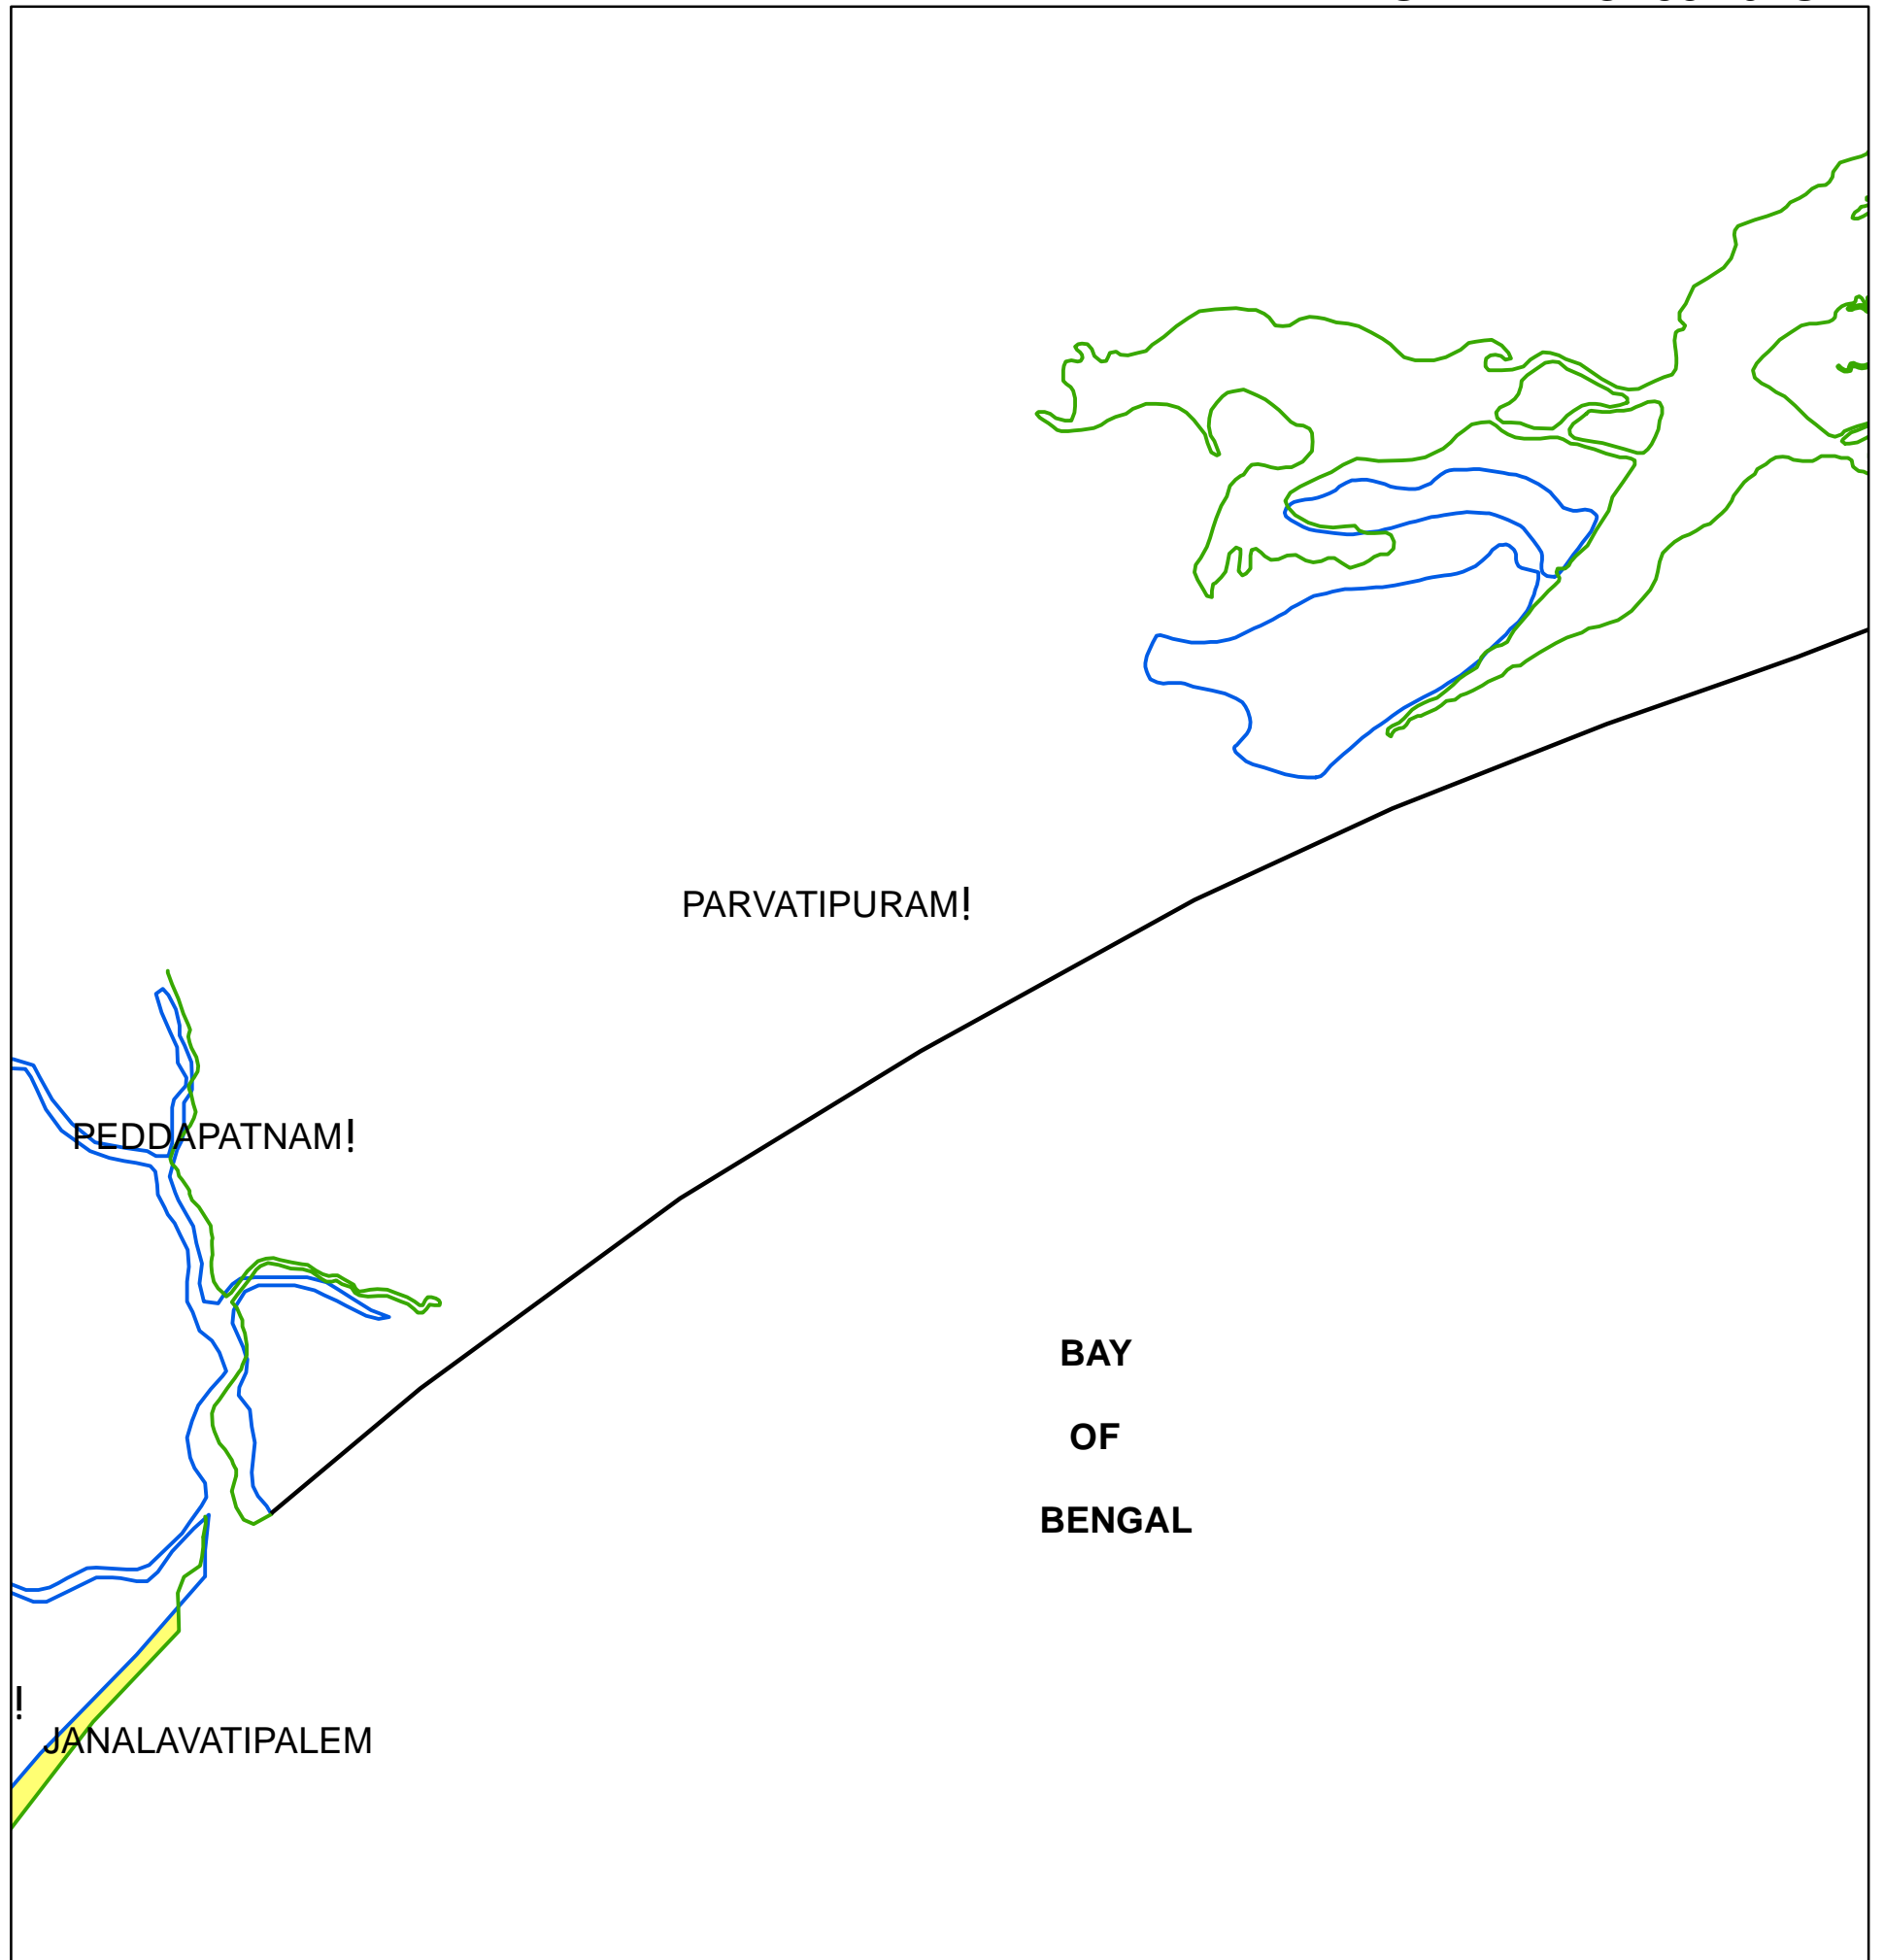 PARVATIPURAM!
PEDDAPATNAM!
BAY
OF
BENGAL
!
JANALAVATIPALEM